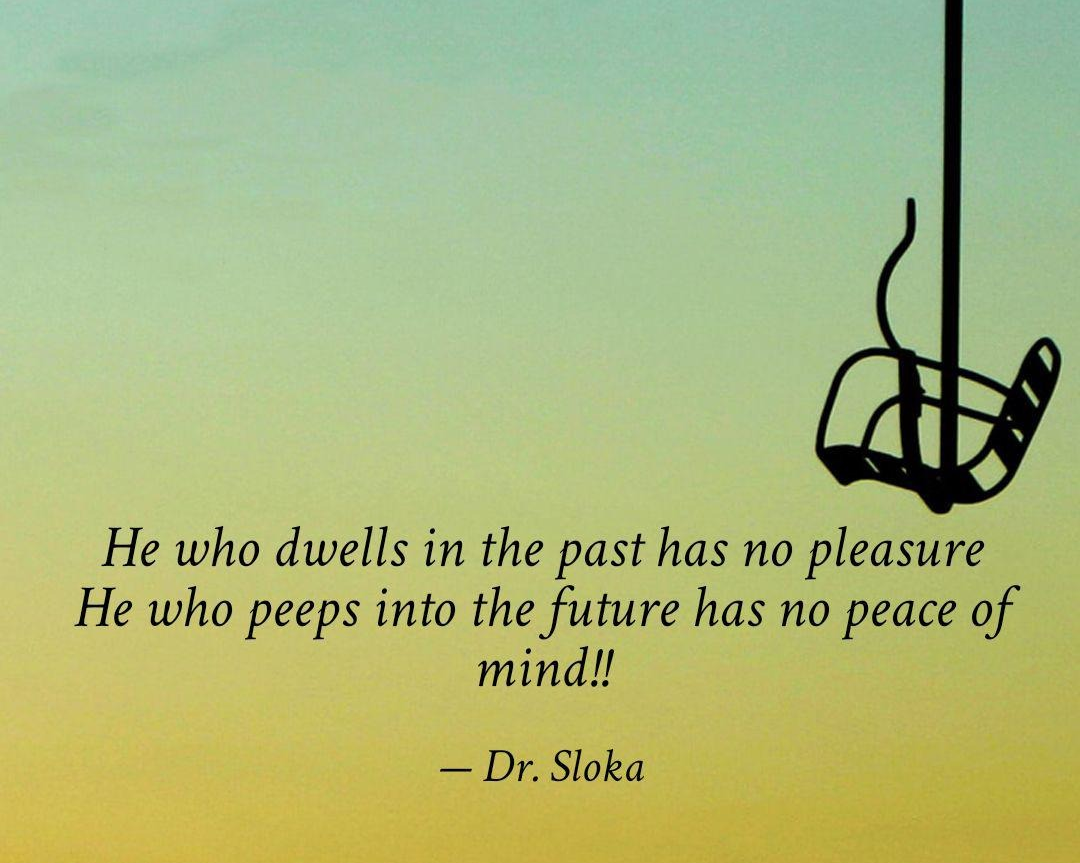 He who dwells in the past has no pleasure
He who peeps into the future has no peace of
mind!!
— Dr. Sloka